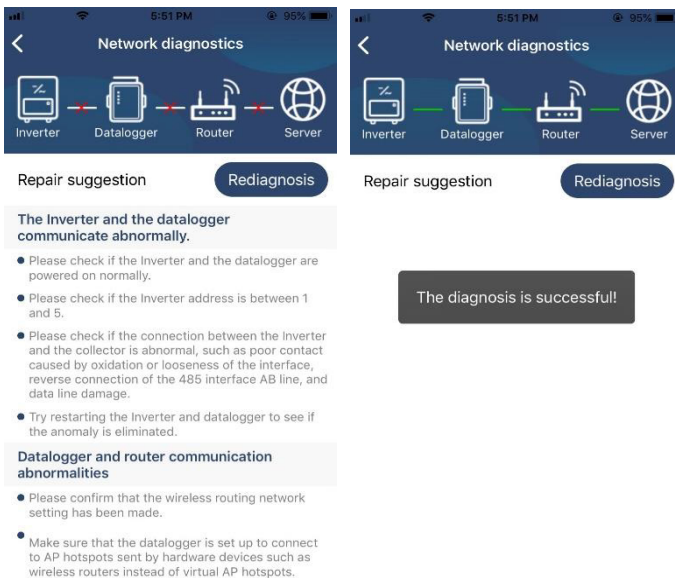 5:51 PM
95%
Network diagnostics
Inverter
Datalogger
Router
Server
Repair suggestion
Rediagnosis
The Inverter and the datalogger
communicate abnormally.
Please check if the Inverter and the datalogger are
powered on normally.
Please check if the Inverter address is between 1
and 5.
Please check if the connection between the Inverter
and the collector is abnormal, such as poor contact
caused by oxidation or looseness of the interface,
reverse connection of the 485 interface AB line, and
data line damage.
Try restarting the Inverter and datalogger to see if
the anomaly is eliminated.
Datalogger and router communication
abnormalities
Please confirm that the wireless routing network
setting has been made.
Make sure that the datalogger is set up to connect
to AP hotspots sent by hardware devices such as
wireless routers instead of virtual AP hotspots.
5:51 PM
95%
Network diagnostics
Inverter
Datalogger
Router
Server
Repair suggestion
Rediagnosis
The diagnosis is successful!